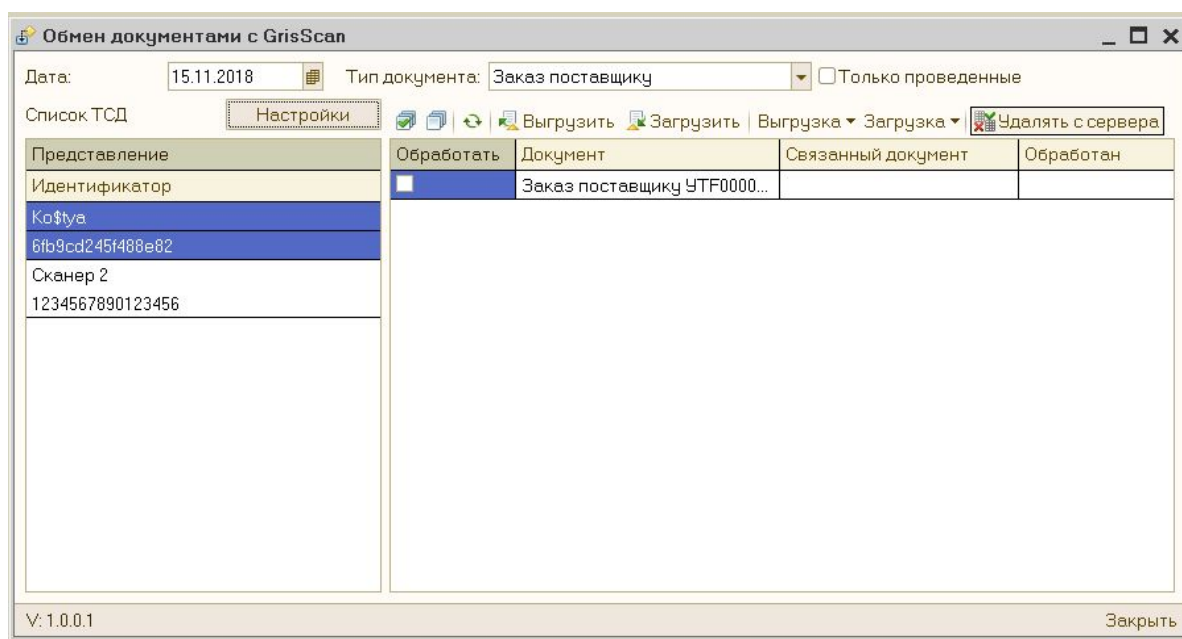 Обмен документами с GrisScan
Дата: 15.11.2018 Тип документа: Заказ поставщику Только проведенные
Список ТСД Настройки Выгрузить Загрузить Выгрузка Загрузка Удалять с сервера
Представление Обработать Документ Связанный документ Обработан
Идентификатор Заказ поставщику УТF0000...
Ko$tya
6fb9cd245f488e82
Сканер 2
1234567890123456
V: 1.0.0.1 Закрыть